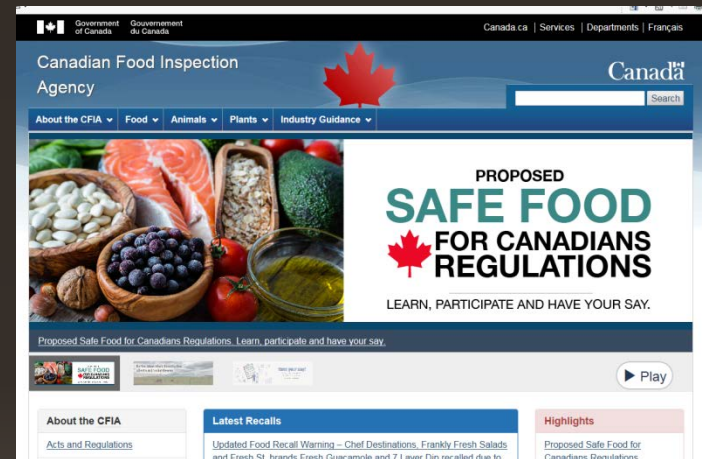 Government of Canada
Gouvernement du Canada
Canada.ca | Services | Departments | Français
Canadian Food Inspection
Agency
Canada
Search
About the CFIA Food Animals Plants Industry Guidance
PROPOSED
SAFE FOOD
FOR CANADIANS
REGULATIONS
LEARN, PARTICIPATE AND HAVE YOUR SAY.
Proposed Safe Food for Canadians Regulations. Learn, participate and have your say.
SAFE FOOD
Play
About the CFIA
Latest Recalls
Highlights
Acts and Regulations
Updated Food Recall Warning – Chef Destinations, Frankly Fresh Salads
and Fresh St. brands Fresh Guacamole and 7 Layer Dip recalled due to
Proposed Safe Food for
Canadians Regulations